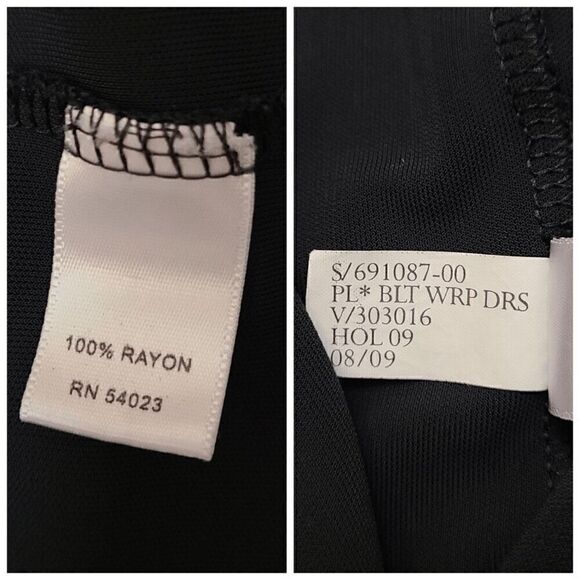 100% RAYON
RN 54023
S/691087-00
PL* BLT WRP DRS
V/303016
HOL 09
08/09